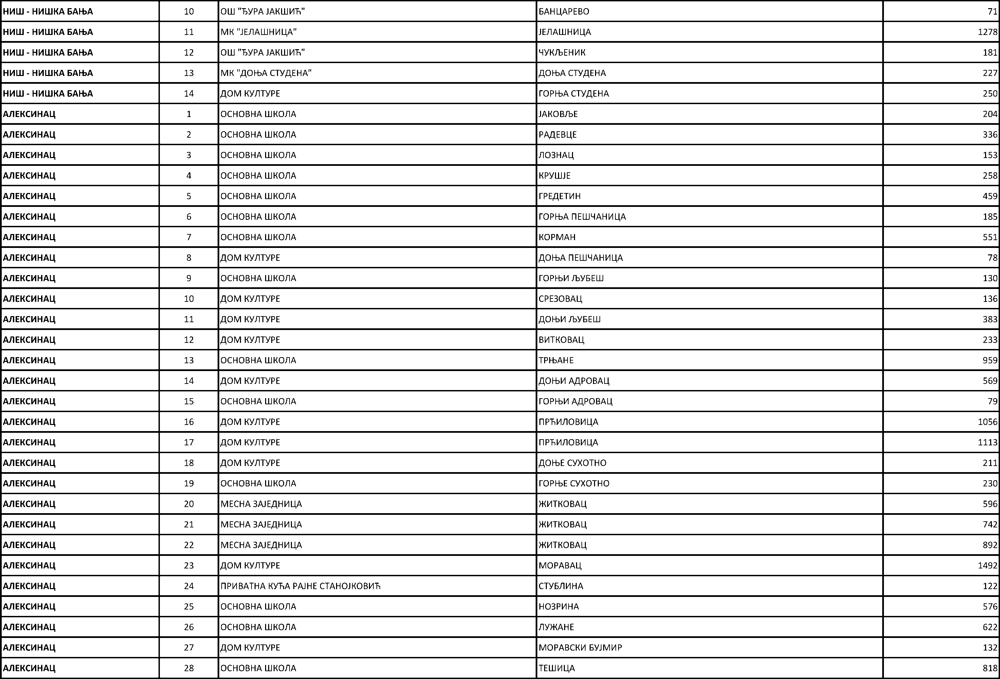 НИШ - НИШКА БАЊА 10 ОШ "ЂУРА ЈАКШИЋ" БАНЦАРЕВО 71
НИШ - НИШКА БАЊА 11 МК "ЈЕЛАШНИЦА" ЈЕЛАШНИЦА 1278
НИШ - НИШКА БАЊА 12 ОШ "ЂУРА ЈАКШИЋ" ЧУКЉЕНИК 181
НИШ - НИШКА БАЊА 13 МК "ДОЊА СТУДЕНА" ДОЊА СТУДЕНА 227
НИШ - НИШКА БАЊА 14 ДОМ КУЛТУРЕ ГОРЊА СТУДЕНА 250
АЛЕКСИНАЦ 1 ОСНОВНА ШКОЛА ЈАКОВЉЕ 204
АЛЕКСИНАЦ 2 ОСНОВНА ШКОЛА РАДЕВЦЕ 336
АЛЕКСИНАЦ 3 ОСНОВНА ШКОЛА ЛОЗНАЦ 153
АЛЕКСИНАЦ 4 ОСНОВНА ШКОЛА КРУШЈЕ 258
АЛЕКСИНАЦ 5 ОСНОВНА ШКОЛА ГРЕДЕТИН 459
АЛЕКСИНАЦ 6 ОСНОВНА ШКОЛА ГОРЊА ПЕШЧАНИЦА 185
АЛЕКСИНАЦ 7 ОСНОВНА ШКОЛА КОРМАН 551
АЛЕКСИНАЦ 8 ДОМ КУЛТУРЕ ДОЊА ПЕШЧАНИЦА 78
АЛЕКСИНАЦ 9 ОСНОВНА ШКОЛА ГОРЊИ ЉУБЕШ 130
АЛЕКСИНАЦ 10 ДОМ КУЛТУРЕ СРЕЗОВАЦ 136
АЛЕКСИНАЦ 11 ДОМ КУЛТУРЕ ДОЊИ ЉУБЕШ 383
АЛЕКСИНАЦ 12 ДОМ КУЛТУРЕ ВИТКОВАЦ 233
АЛЕКСИНАЦ 13 ОСНОВНА ШКОЛА ТРЊАНЕ 959
АЛЕКСИНАЦ 14 ДОМ КУЛТУРЕ ДОЊИ АДРОВАЦ 569
АЛЕКСИНАЦ 15 ОСНОВНА ШКОЛА ГОРЊИ АДРОВАЦ 79
АЛЕКСИНАЦ 16 ДОМ КУЛТУРЕ ПРЋИЛОВИЦА 1056
АЛЕКСИНАЦ 17 ДОМ КУЛТУРЕ ПРЋИЛОВИЦА 1113
АЛЕКСИНАЦ 18 ДОМ КУЛТУРЕ ДОЊЕ СУХОТНО 211
АЛЕКСИНАЦ 19 ОСНОВНА ШКОЛА ГОРЊЕ СУХОТНО 230
АЛЕКСИНАЦ 20 МЕСНА ЗАЈЕДНИЦА ЖИТКОВАЦ 596
АЛЕКСИНАЦ 21 МЕСНА ЗАЈЕДНИЦА ЖИТКОВАЦ 742
АЛЕКСИНАЦ 22 МЕСНА ЗАЈЕДНИЦА ЖИТКОВАЦ 892
АЛЕКСИНАЦ 23 ДОМ КУЛТУРЕ МОРАВАЦ 1492
АЛЕКСИНАЦ 24 ПРИВАТНА КУЋА РАЈНЕ СТАНОЈКОВИЋ СТУБЛИНА 122
АЛЕКСИНАЦ 25 ОСНОВНА ШКОЛА НОЗРИНА 576
АЛЕКСИНАЦ 26 ОСНОВНА ШКОЛА ЛУЖАНЕ 622
АЛЕКСИНАЦ 27 ДОМ КУЛТУРЕ МОРАВСКИ БУЈМИР 132
АЛЕКСИНАЦ 28 ОСНОВНА ШКОЛА ТЕШИЦА 818